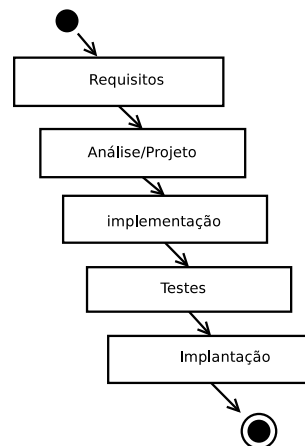 Requisitos
Análise/Projeto
implementação
Testes
Implantação